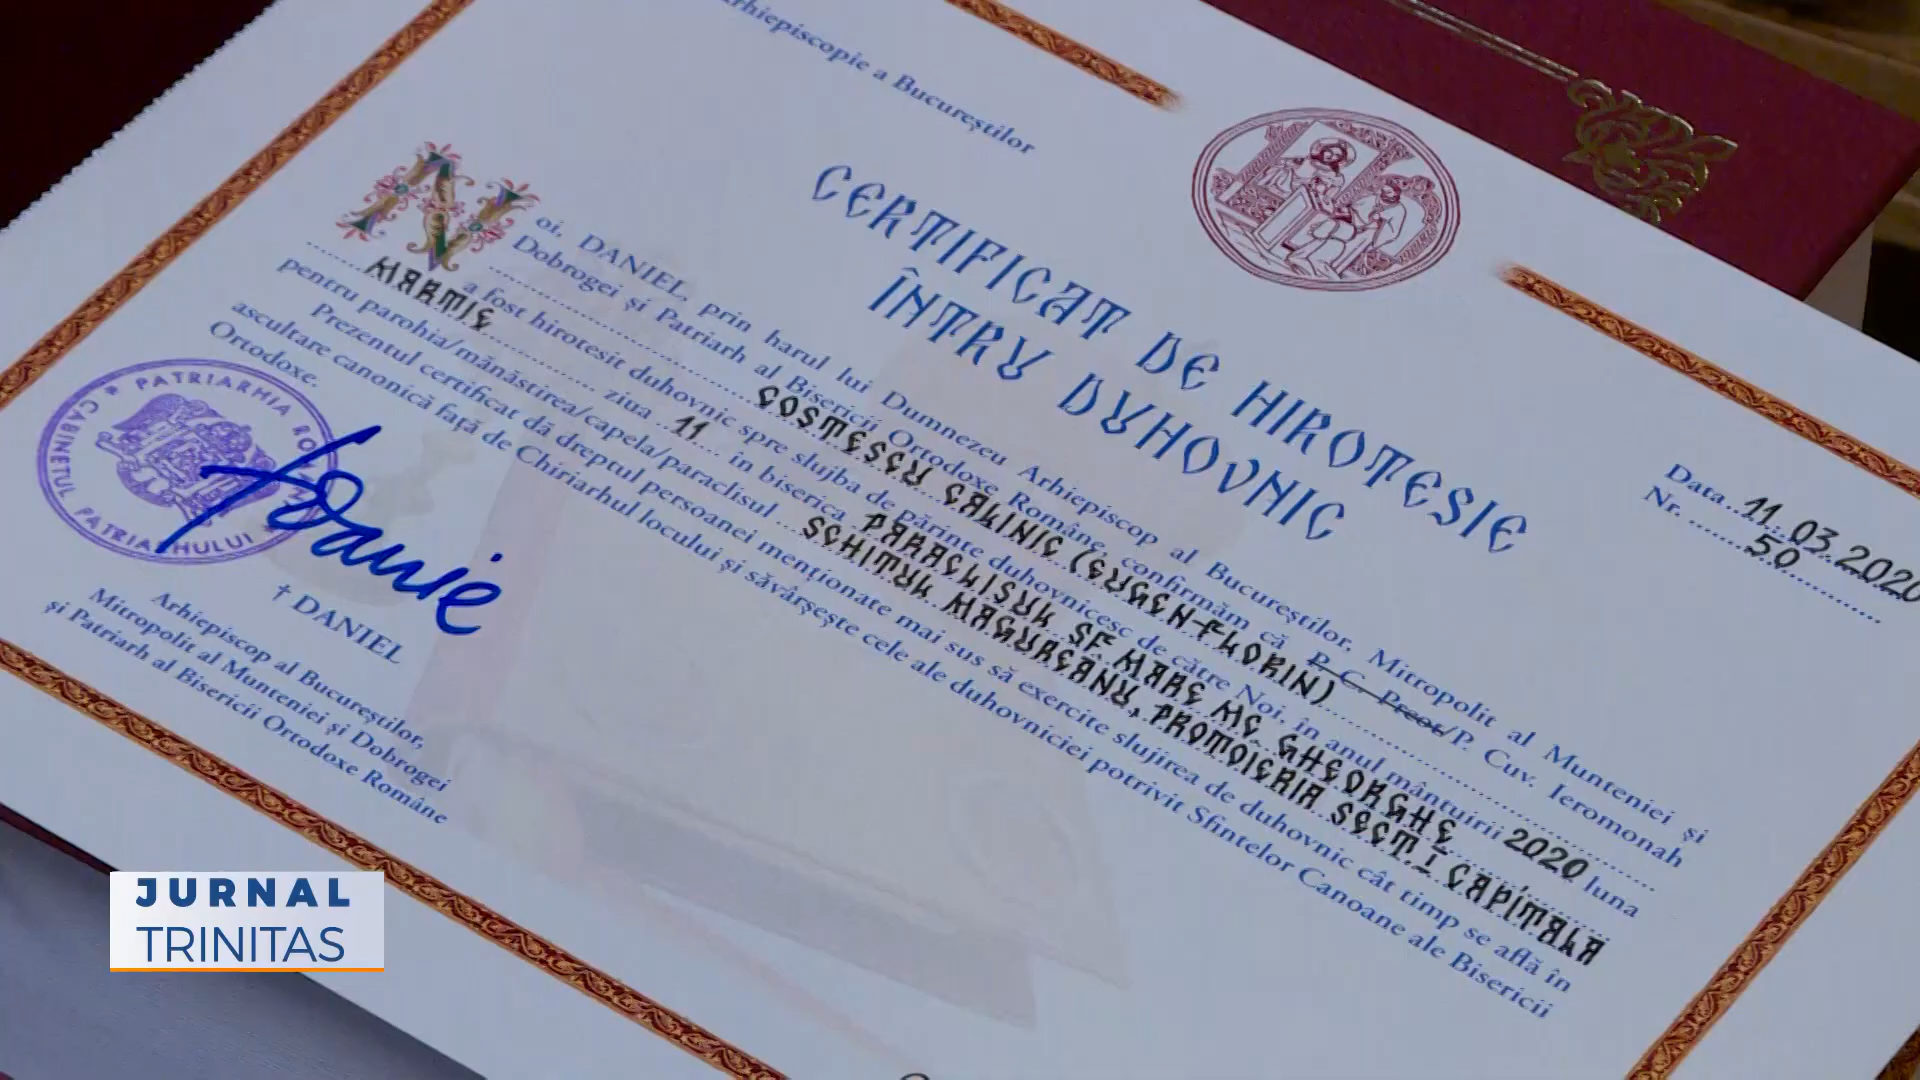 Arhiepiscopie a Bucureștilor
CERTIFICAT DE HIROTESIE
ÎNTRU DUHOVNIC
Data...11.03.2020
Nr. ......50..............
Noi, DANIEL, prin harul lui Dumnezeu Arhiepiscop al Bucureștilor, Mitropolit al Munteniei și
Dobrogei și Patriarh al Bisericii Ortodoxe Române, confirmăm că P. C. Preot/P. Cuv. Ieromonah
COSTESCU CALINIC (EUGEN-FLORIN)
a fost hirotesit duhovnic spre slujba de părinte duhovnicesc de către Noi, în anul mântuirii 2020 luna
MARTIE ziua 11 în biserica PARACLISUL SF MARE MC GHEORGHE
pentru parohia/mănăstirea/capela/paraclisul SCHITUL MAGUREANU, PROTOIERIA SECT I CAPITALA
Prezentul certificat dă dreptul persoanei menționate mai sus să exercite slujirea de duhovnic cât timp se află în
ascultare canonică față de Chiriarhul locului și săvârșește cele ale duhovniciei potrivit Sfintelor Canoane ale Bisericii
Ortodoxe.
PATRIARHIA ROM
CABINETUL PATRIARHULUI
† Daniel
† DANIEL
Arhiepiscop al Bucureștilor,
Mitropolit al Munteniei și Dobrogei
și Patriarh al Bisericii Ortodoxe Române
JURNAL
TRINITAS